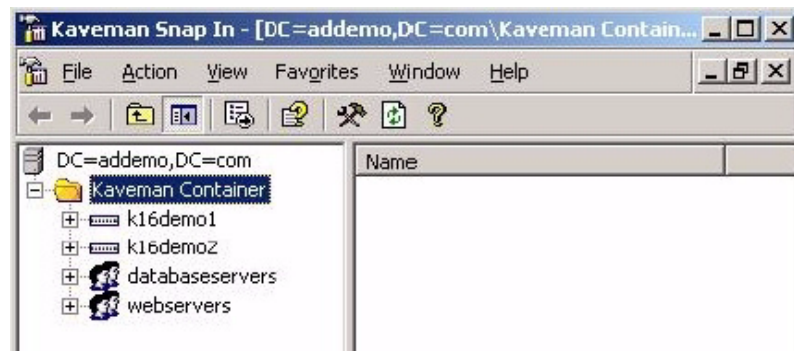 Kaveman Snap In - [DC=addemo,DC=com\Kaveman Contain...
File Action View Favorites Window Help
DC=addemo,DC=com
Name
Kaveman Container
k16demo1
k16demo2
databaseservers
webservers